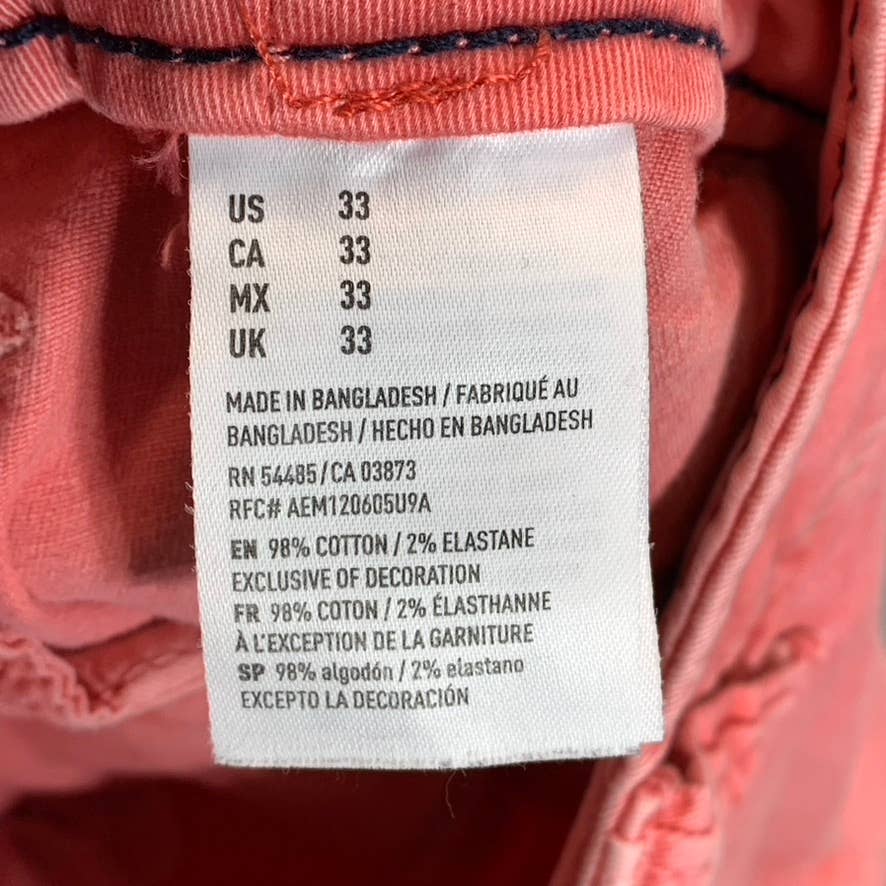 US 33
CA 33
MX 33
UK 33
MADE IN BANGLADESH / FABRIQUÉ AU
BANGLADESH / HECHO EN BANGLADESH
RN 54485/CA 03873
RFC# AEM120605U9A
EN 98% COTTON / 2% ELASTANE
EXCLUSIVE OF DECORATION
FR 98% COTON / 2% ÉLASTHANNE
À L'EXCEPTION DE LA GARNITURE
SP 98% algodón / 2% elastano
EXCEPTO LA DECORACIÓN